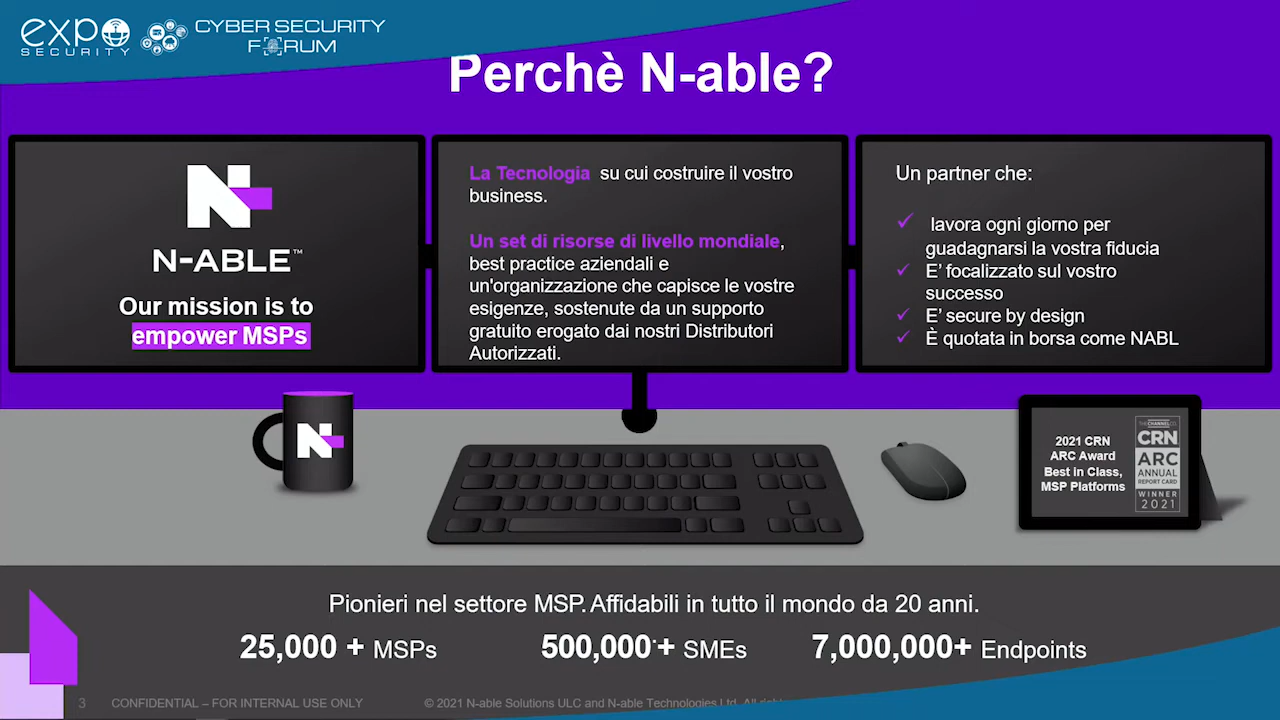 expo
SECURITY
CYBER SECURITY
FORUM
Perchè N-able?
N-ABLE™
Our mission is to
empower MSPs
La Tecnologia su cui costruire il vostro
business.
Un set di risorse di livello mondiale,
best practice aziendali e
un'organizzazione che capisce le vostre
esigenze, sostenute da un supporto
gratuito erogato dai nostri Distributori
Autorizzati.
Un partner che:
✓ lavora ogni giorno per
guadagnarsi la vostra fiducia
✓ E’ focalizzato sul vostro
successo
✓ E’ secure by design
✓ È quotata in borsa come NABL
N
2021 CRN
ARC Award
Best in Class,
MSP Platforms
THE CHANNEL CO.
CRN
ARC
ANNUAL
REPORT CARD
WINNER
2021
Pionieri nel settore MSP. Affidabili in tutto il mondo da 20 anni.
25,000 + MSPs
500,000+ SMEs
7,000,000+ Endpoints
3
CONFIDENTIAL – FOR INTERNAL USE ONLY
© 2021 N-able Solutions ULC and N-able Technologies Ltd. All